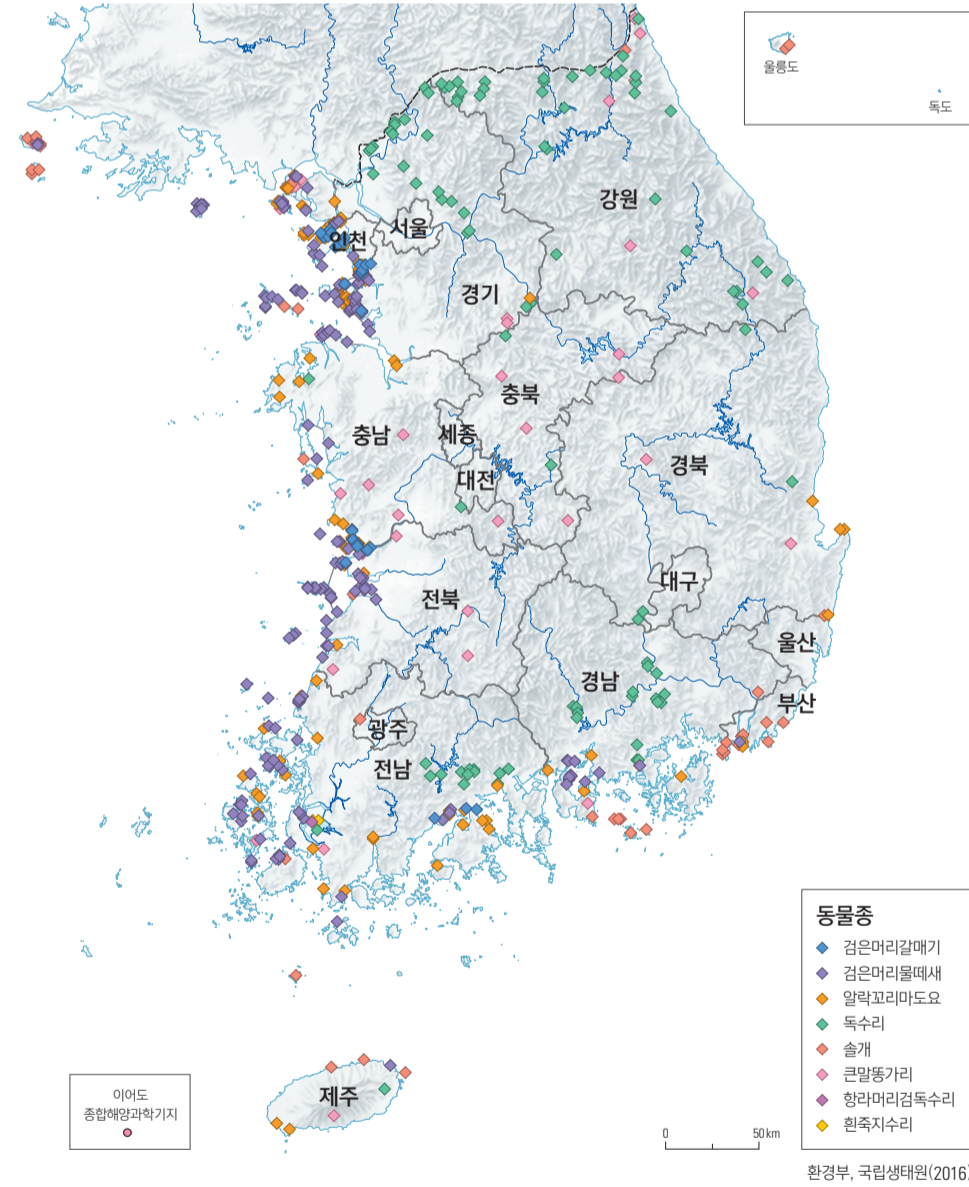 울릉도
독도
강원
서울
인천
경기
충북
충남
세종
대전
경북
대구
전북
울산
경남
부산
광주
전남
동물종
검은머리갈매기
검은머리물떼새
알락꼬리마도요
독수리
솔개
큰말똥가리
항라머리검독수리
흰죽지수리
이어도
종합해양과학기지
제주
0 50 km
환경부, 국립생태원(2016)